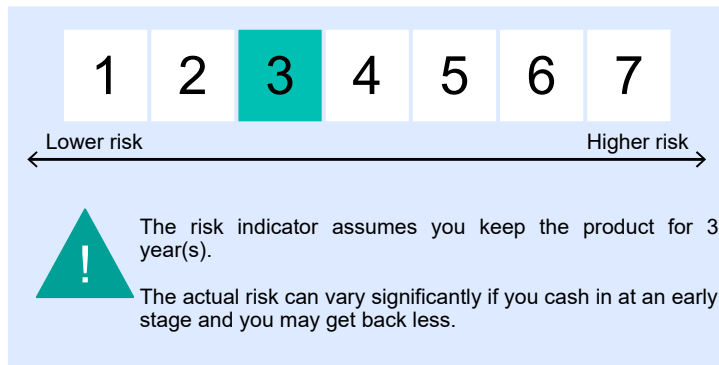 1 2 3 4 5 6 7
Lower risk Higher risk
!
The risk indicator assumes you keep the product for 3
year(s).
The actual risk can vary significantly if you cash in at an early
stage and you may get back less.